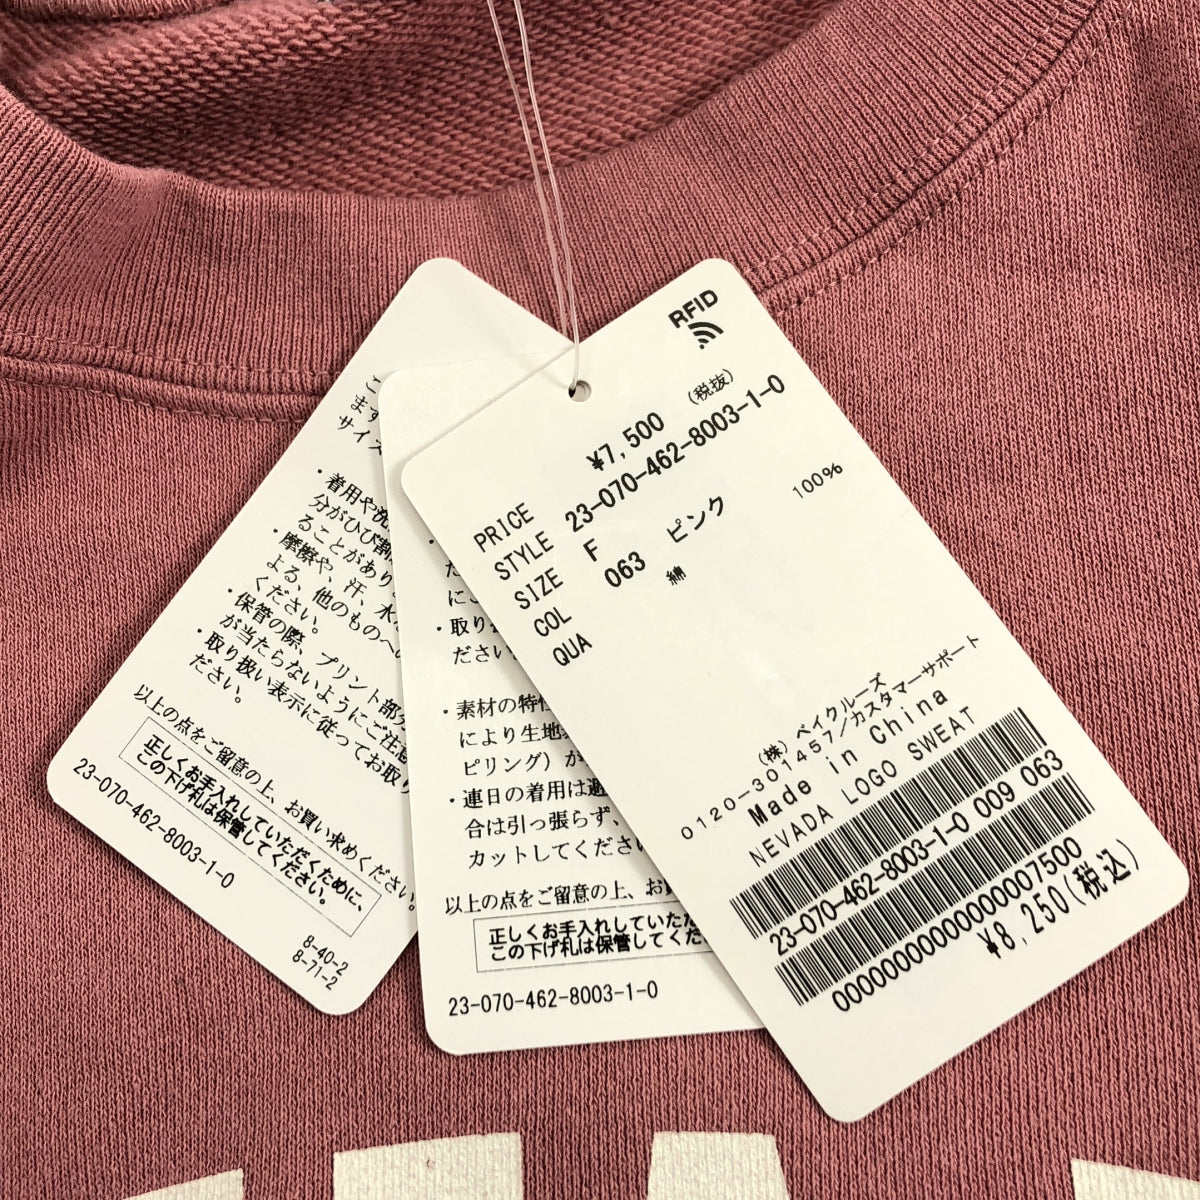 RFID
PRICE ¥7,500 (税抜)
STYLE 23-070-462-8003-1-0
SIZE F
COL 063 ピンク
QUA 綿 100%
(株) ベイクルーズ
0120-301457/カスタマーサポート
Made in China
NEVADA LOGO SWEAT
23-070-462-8003-1-0 009 063
¥8,250(税込)
た
にこ
・取り
ださい
・素材の特性
により生地
ピリング）か
・連日の着用は避
合は引っ張らず、
カットしてください
以上の点をご留意の上、お買
正しくお手入れしていただ
この下げ札は保管してくだ
23-070-462-8003-1-0
こ
ます
サイズ
・着用や洗
分がひび割
ることがあり
・摩擦や、汗、水
よる、他のものへ
ください。
・保管の際、プリント部分
が当たらないようにご注意
・取り扱い表示に従ってお取り
ださい。
以上の点をご留意の上、お買い求めください。
正しくお手入れしていただくために、
この下げ札は保管してください。
23-070-462-8003-1-0
8-40-2
8-71-2